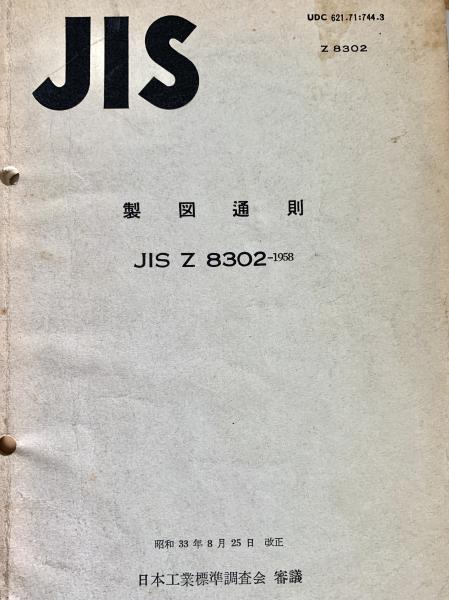 JIS
UDC 621.71:744.3
Z 8302
製図通則
JIS Z 8302-1958
昭和 33 年 8 月 25 日 改正
日本工業標準調査会 審議